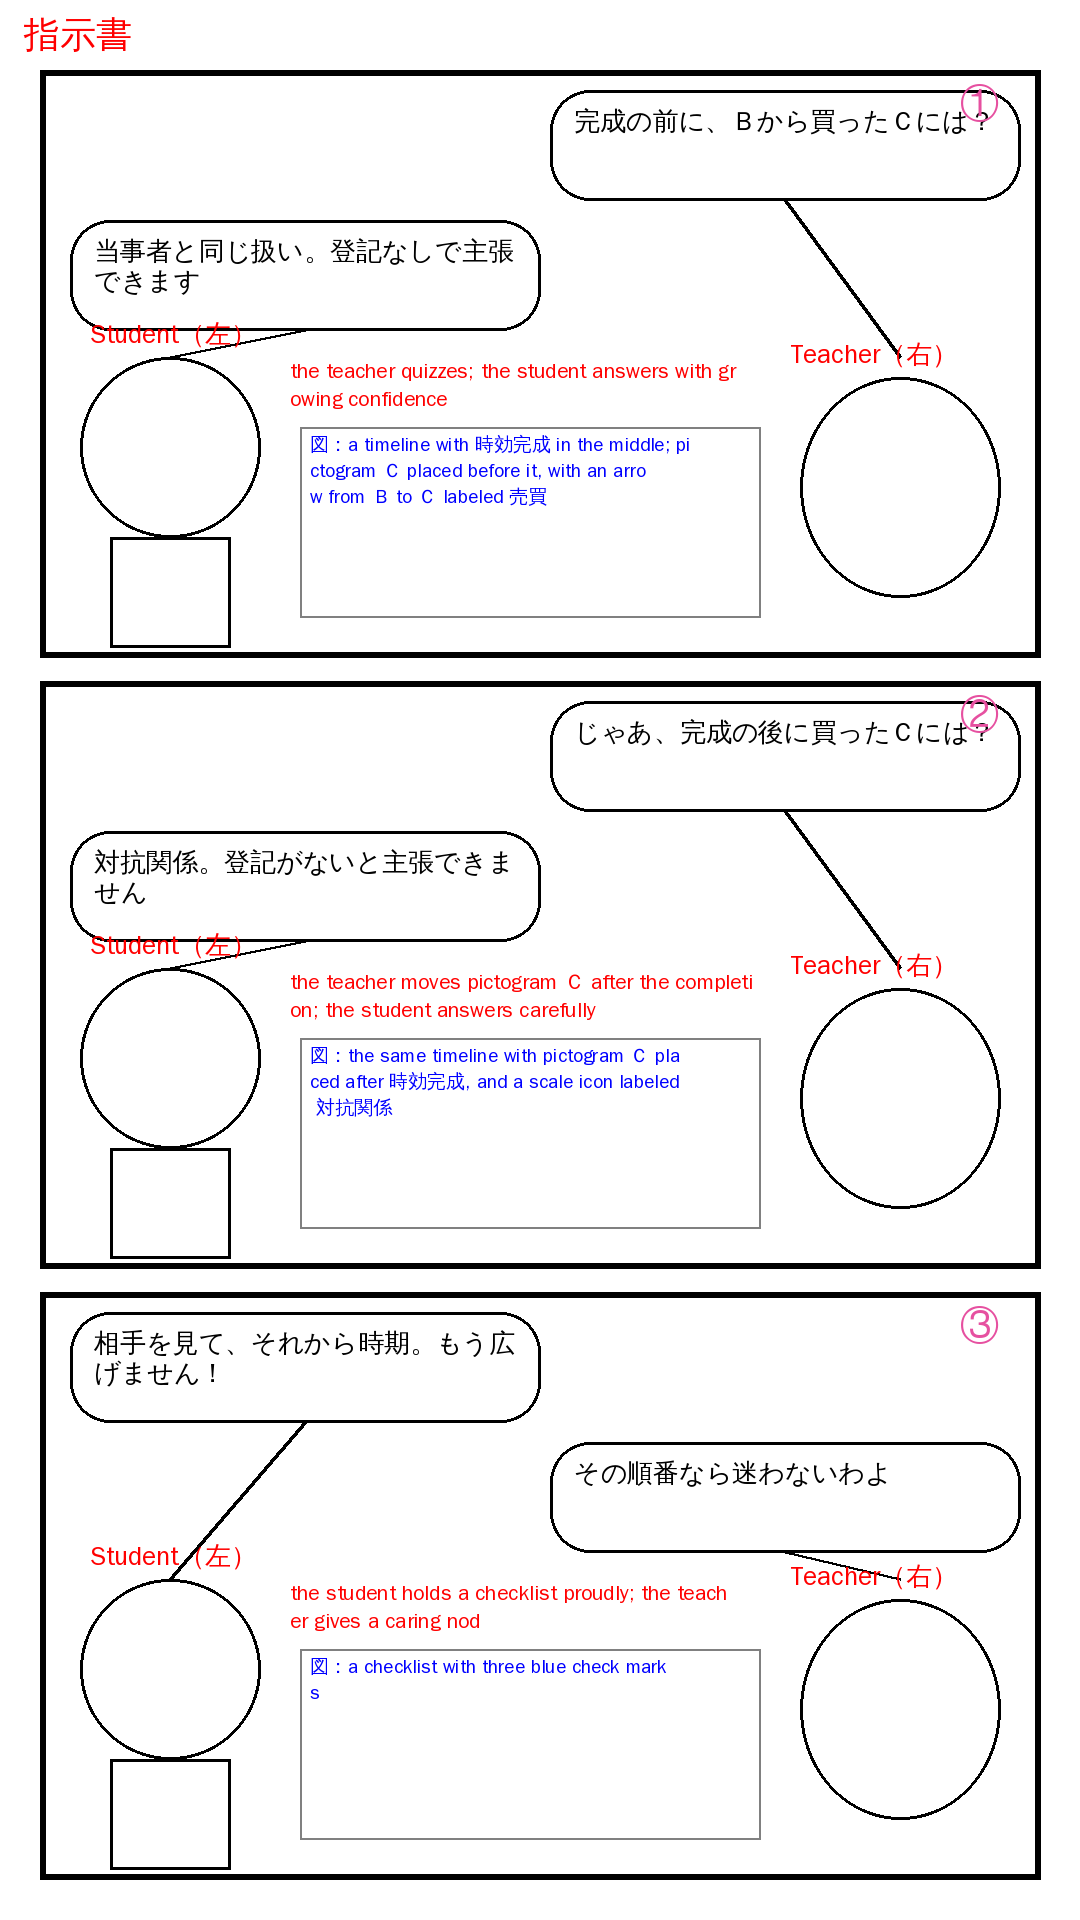 指示書
①
完成の前に、Ｂから買ったＣには？
当事者と同じ扱い。登記なしで主張
できます
Student（左）
Teacher（右）
the teacher quizzes; the student answers with gr
owing confidence
図：a timeline with 時効完成 in the middle; pi
ctogram Ｃ placed before it, with an arro
w from Ｂ to Ｃ labeled 売買
②
じゃあ、完成の後に買ったＣには？
対抗関係。登記がないと主張できま
せん
Student（左）
Teacher（右）
the teacher moves pictogram Ｃ after the completi
on; the student answers carefully
図：the same timeline with pictogram Ｃ pla
ced after 時効完成, and a scale icon labeled
対抗関係
③
相手を見て、それから時期。もう広
げません！
その順番なら迷わないわよ
Student（左）
Teacher（右）
the student holds a checklist proudly; the teach
er gives a caring nod
図：a checklist with three blue check mark
s